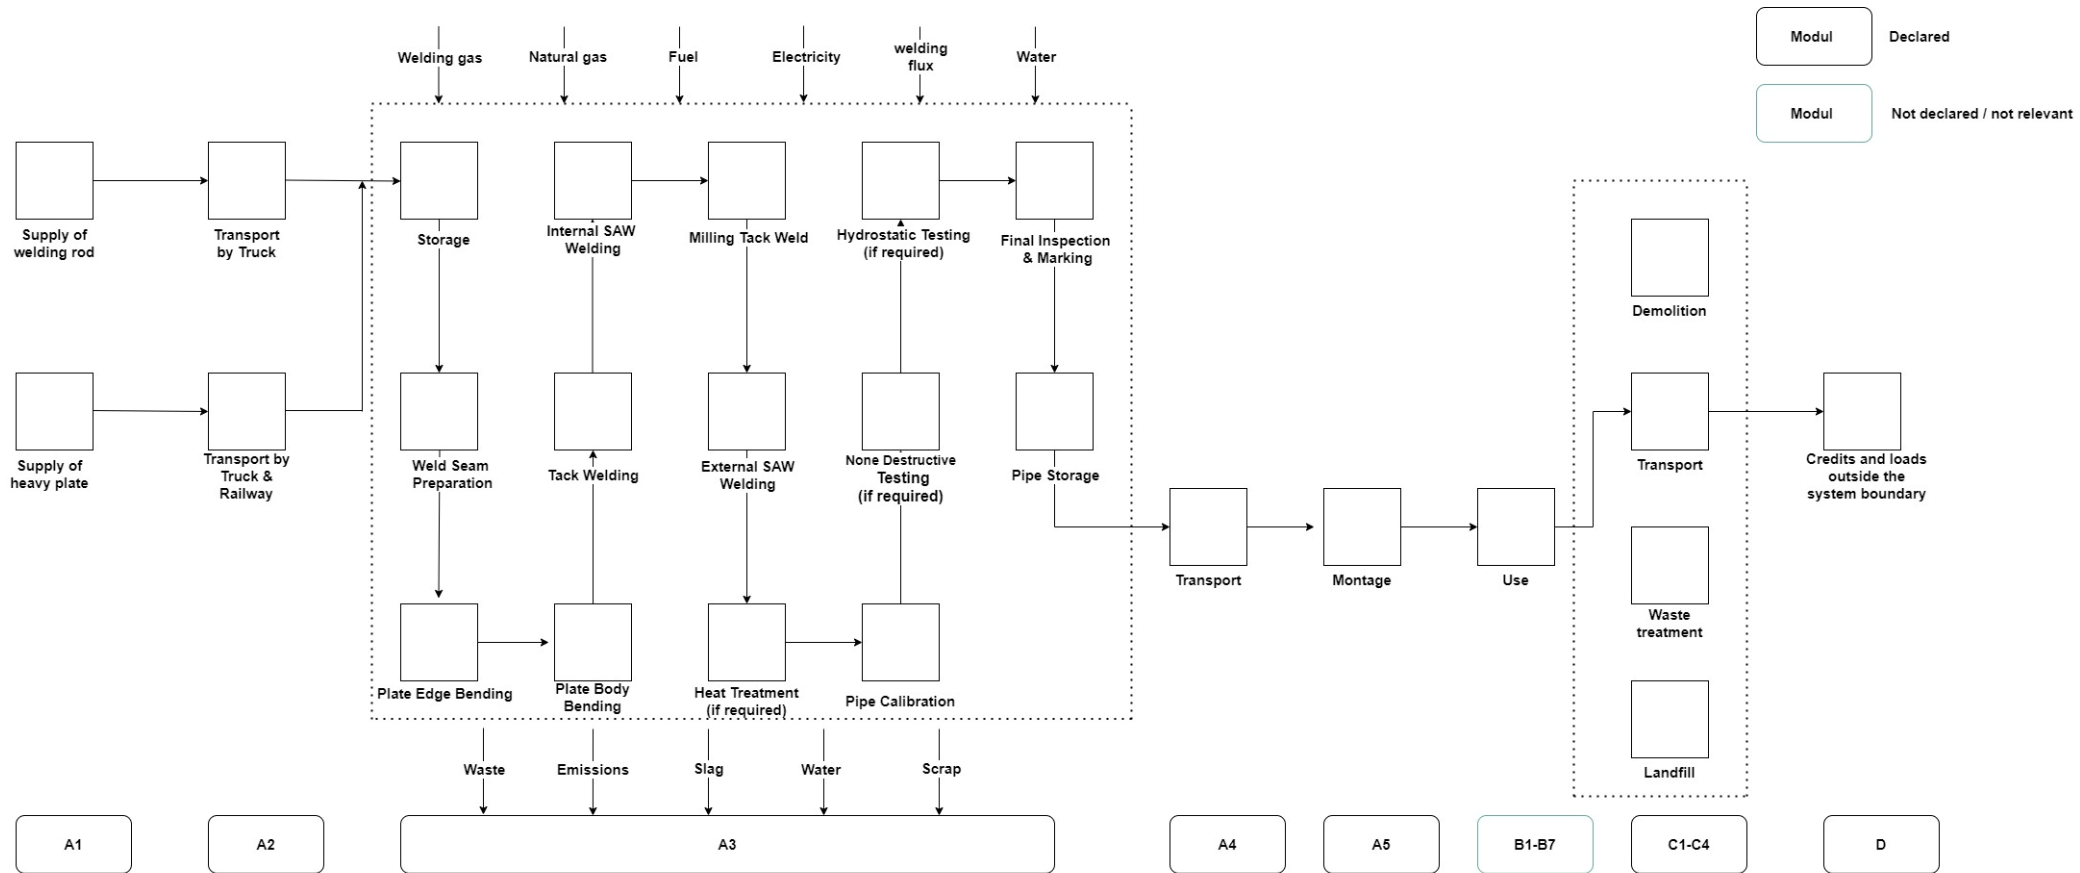 Modul
Declared
Modul
Not declared / not relevant
Welding gas
Natural gas
Fuel
Electricity
welding
flux
Water
Supply of
welding rod
Transport
by Truck
Storage
Internal SAW
Welding
Milling Tack Weld
Hydrostatic Testing
(if required)
Final Inspection
& Marking
Demolition
Supply of
heavy plate
Transport by
Truck &
Railway
Weld Seam
Preparation
Tack Welding
External SAW
Welding
None Destructive
Testing
(if required)
Pipe Storage
Transport
Credits and loads
outside the
system boundary
Transport
Montage
Use
Waste
treatment
Plate Edge Bending
Plate Body
Bending
Heat Treatment
(if required)
Pipe Calibration
Landfill
Waste
Emissions
Slag
Water
Scrap
A1
A2
A3
A4
A5
B1-B7
C1-C4
D